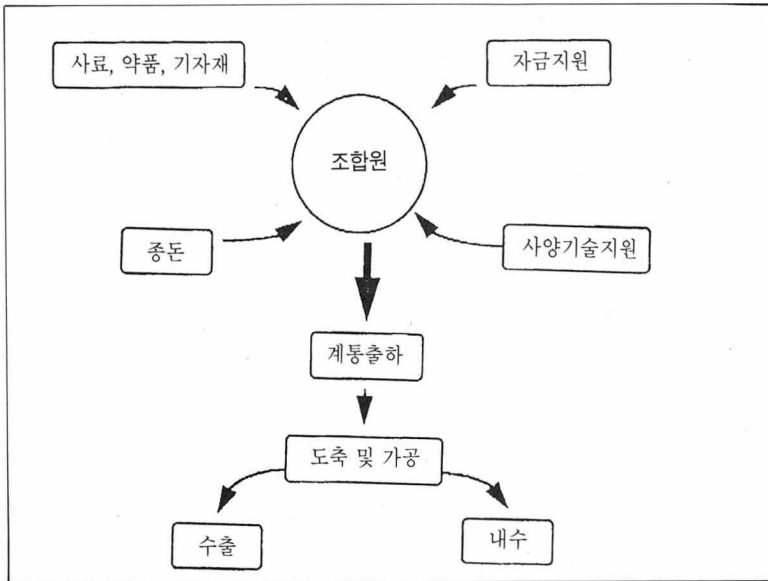 사료, 약품, 기자재
자금지원
조합원
종돈
사양기술지원
계통출하
도축 및 가공
수출
내수